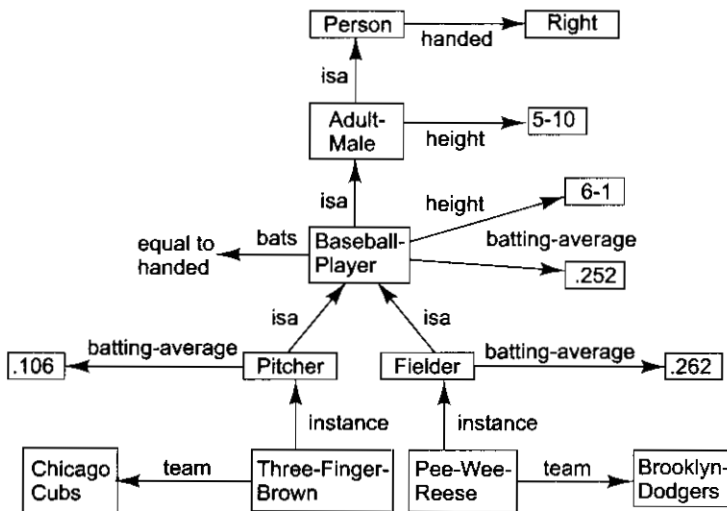 Person
handed
Right
isa
Adult-
Male
height
5-10
isa
height
6-1
equal to
handed
bats
Baseball-
Player
batting-average
.252
isa
isa
.106
batting-average
Pitcher
Fielder
batting-average
.262
instance
instance
Chicago
Cubs
team
Three-Finger-
Brown
Pee-Wee-
Reese
team
Brooklyn-
Dodgers